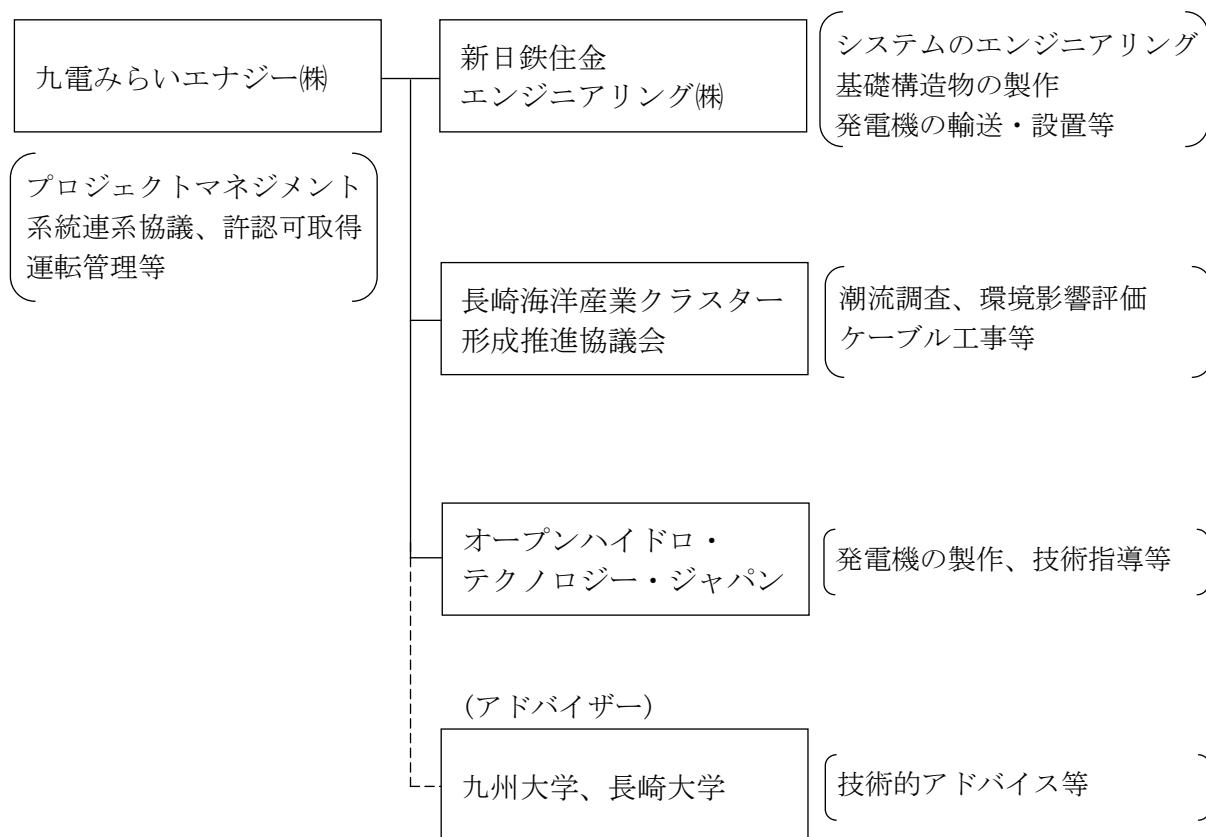 九電みらいエナジー㈱
プロジェクトマネジメント
系統連系協議、許認可取得
運転管理等
新日鉄住金
エンジニアリング㈱
システムのエンジニアリング
基礎構造物の製作
発電機の輸送・設置等
長崎海洋産業クラスター
形成推進協議会
潮流調査、環境影響評価
ケーブル工事等
オープンハイドロ・
テクノロジー・ジャパン
発電機の製作、技術指導等
(アドバイザー)
九州大学、長崎大学
技術的アドバイス等